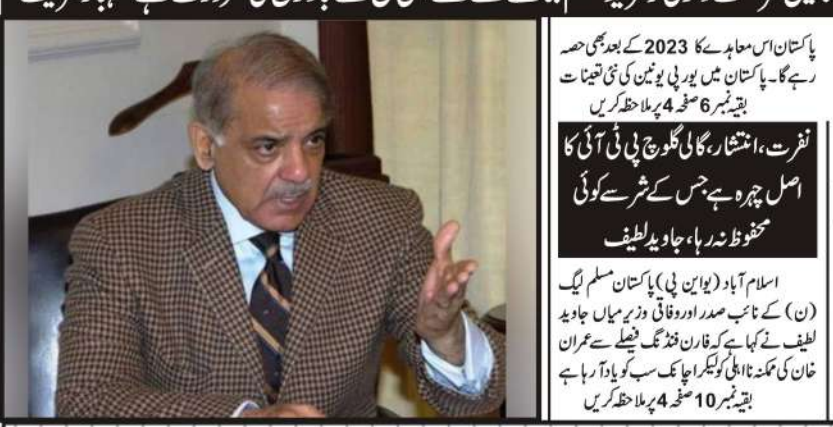 پاکستان اس معاہدے کا 2023 کے بعد بھی حصہ
رہے گا۔ پاکستان میں یورپی یونین کی نئی تعینات
بقیہ نمبر 6 صفحہ 4 پر ملاحظہ کریں
نفرت، انتشار، گالی گلوچ پی ٹی آئی کا
اصل چہرہ ہے جس کے شر سے کوئی
محفوظ نہ رہا، جاوید لطیف
اسلام آباد (یو این پی) پاکستان مسلم لیگ
(ن) کے نائب صدر اور وفاقی وزیر میاں جاوید
لطیف نے کہا ہے کہ فارن فنڈنگ فیصلے سے عمران
خان کی ممکنہ نااہلی کو لیکر اچانک سب کو یاد آ رہا ہے
بقیہ نمبر 10 صفحہ 4 پر ملاحظہ کریں